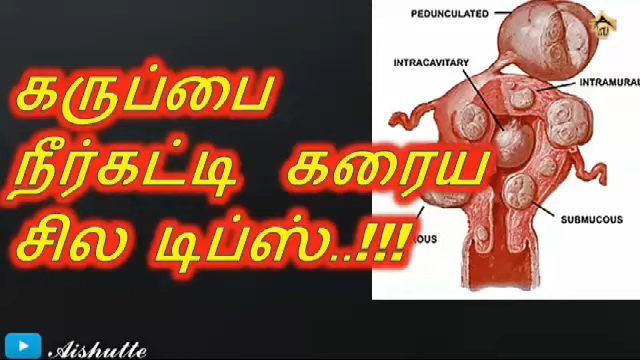 கருப்பை
நீர்கட்டி கரைய
சில டிப்ஸ்..!!!
PEDUNCULATED
INTRACAVITARY
INTRAMURAL
SUBMUCOUS
Aishutte